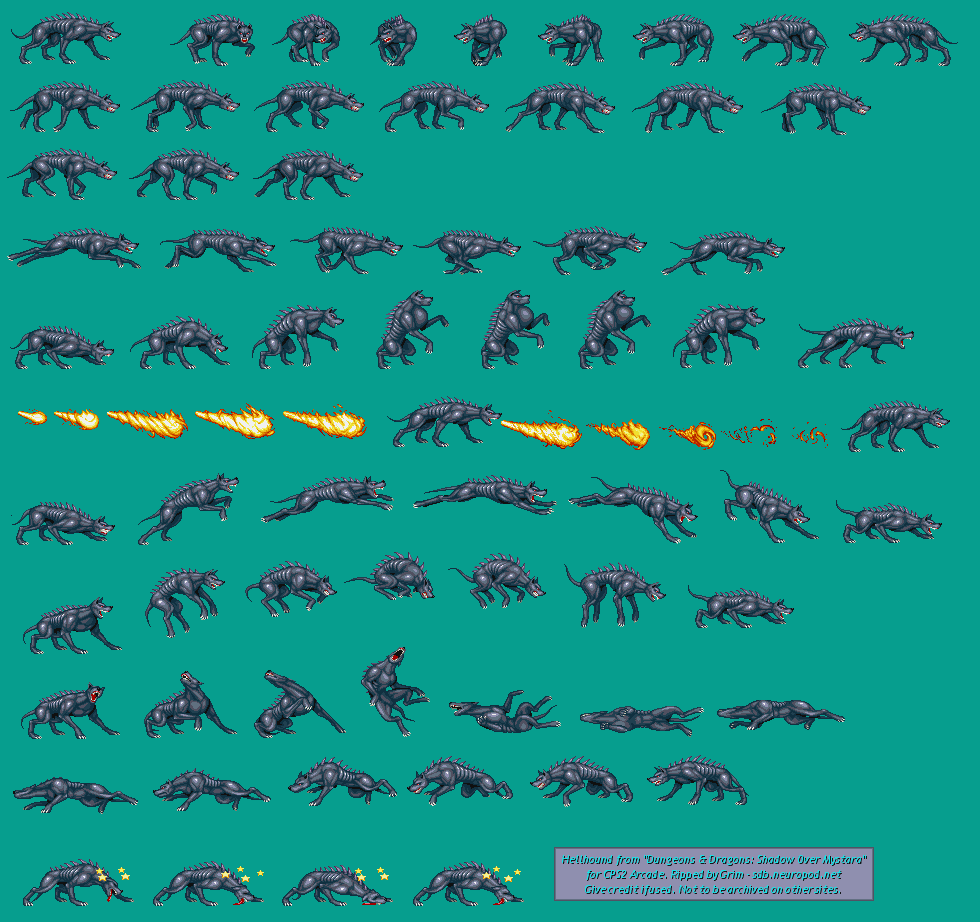 Hellhound from "Dungeons & Dragons: Shadow Over Mystara"
for CPS2 Arcade. Ripped by Grim - sdb.neuropod.net
Give credit if used. Not to be archived on other sites.